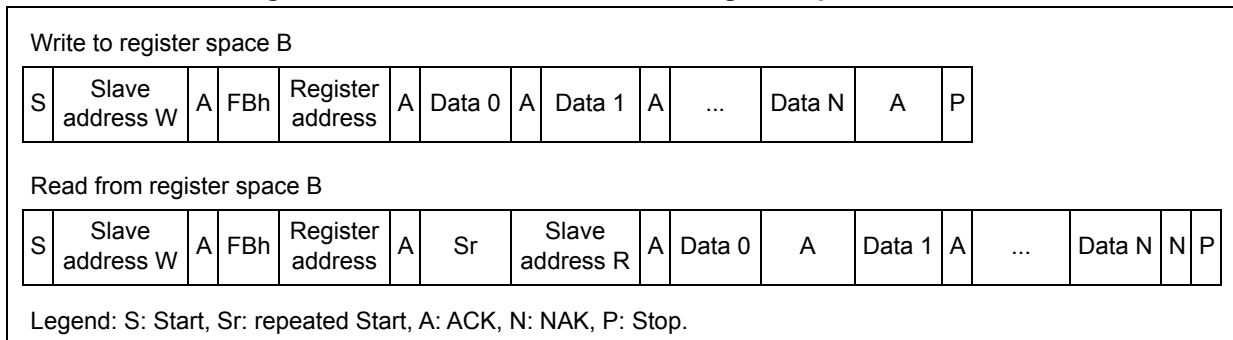 Write to register space B
S Slave address W A FBh Register address A Data 0 A Data 1 A ... Data N A P
Read from register space B
S Slave address W A FBh Register address A Sr Slave address R A Data 0 A Data 1 A ... Data N N P
Legend: S: Start, Sr: repeated Start, A: ACK, N: NAK, P: Stop.